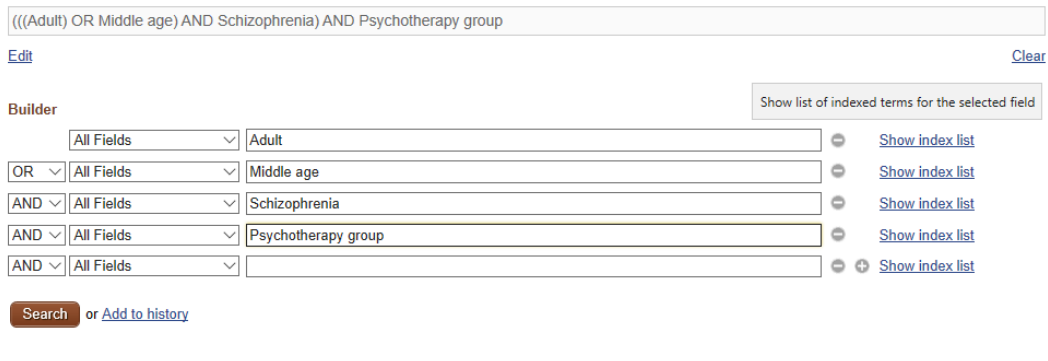 (((Adult) OR Middle age) AND Schizophrenia) AND Psychotherapy group
Edit Clear
Show list of indexed terms for the selected field
Builder
All Fields Adult Show index list
OR All Fields Middle age Show index list
AND All Fields Schizophrenia Show index list
AND All Fields Psychotherapy group Show index list
AND All Fields Show index list
Search or Add to history